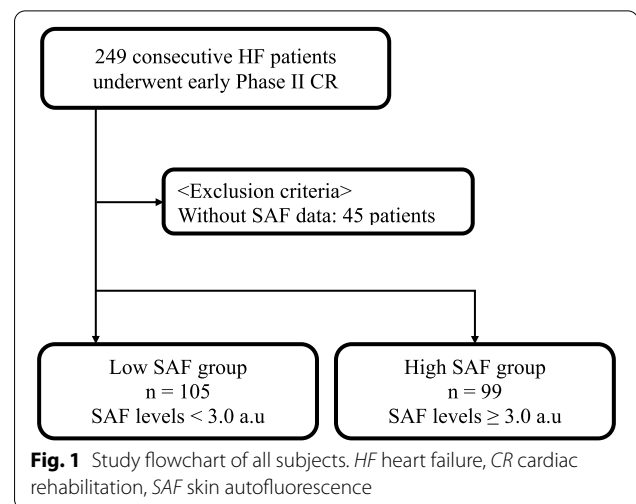 249 consecutive HF patients
underwent early Phase II CR
<Exclusion criteria>
Without SAF data: 45 patients
Low SAF group
n = 105
SAF levels < 3.0 a.u
High SAF group
n = 99
SAF levels ≥ 3.0 a.u
Fig. 1 Study flowchart of all subjects. HF heart failure, CR cardiac
rehabilitation, SAF skin autofluorescence